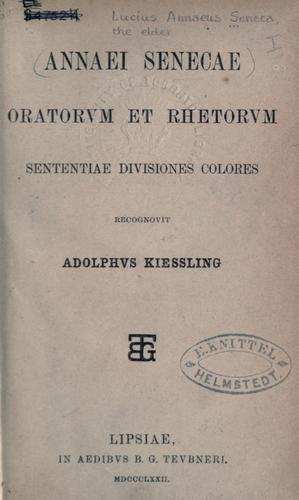 Lucius Annaeus Seneca,
the elder
I
ANNAEI SENECAE
ORATORVM ET RHETORVM
SENTENTIAE DIVISIONES COLORES
RECOGNOVIT
ADOLPHVS KIESSLING
TBG
E. KNITTEL
HELMSTEDT.
LIPSIAE,
IN AEDIBVS B. G. TEVBNERI.
MDCCCLXXII.